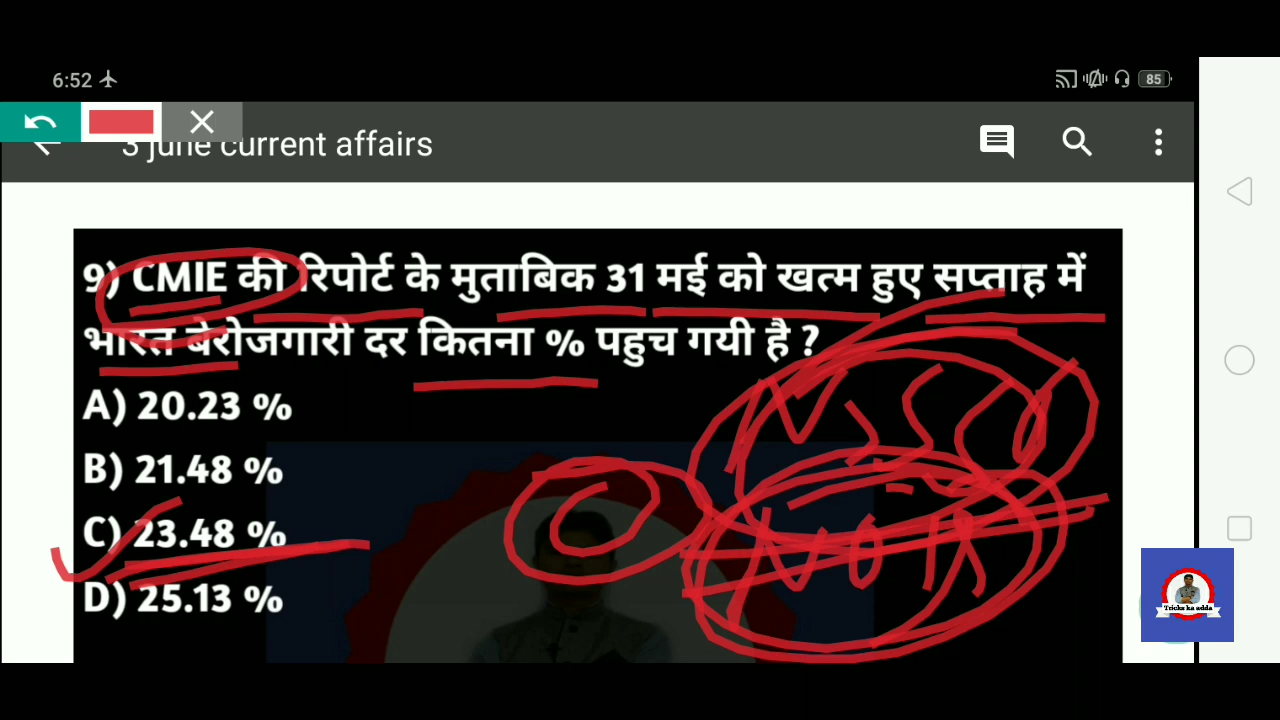 6:52
85
3 june current affairs
9) CMIE की रिपोर्ट के मुताबिक 31 मई को खत्म हुए सप्ताह में
भारत बेरोजगारी दर कितना % पहुच गयी है ?
A) 20.23 %
B) 21.48 %
C) 23.48 %
D) 25.13 %
NSSO
Tricks ka adda